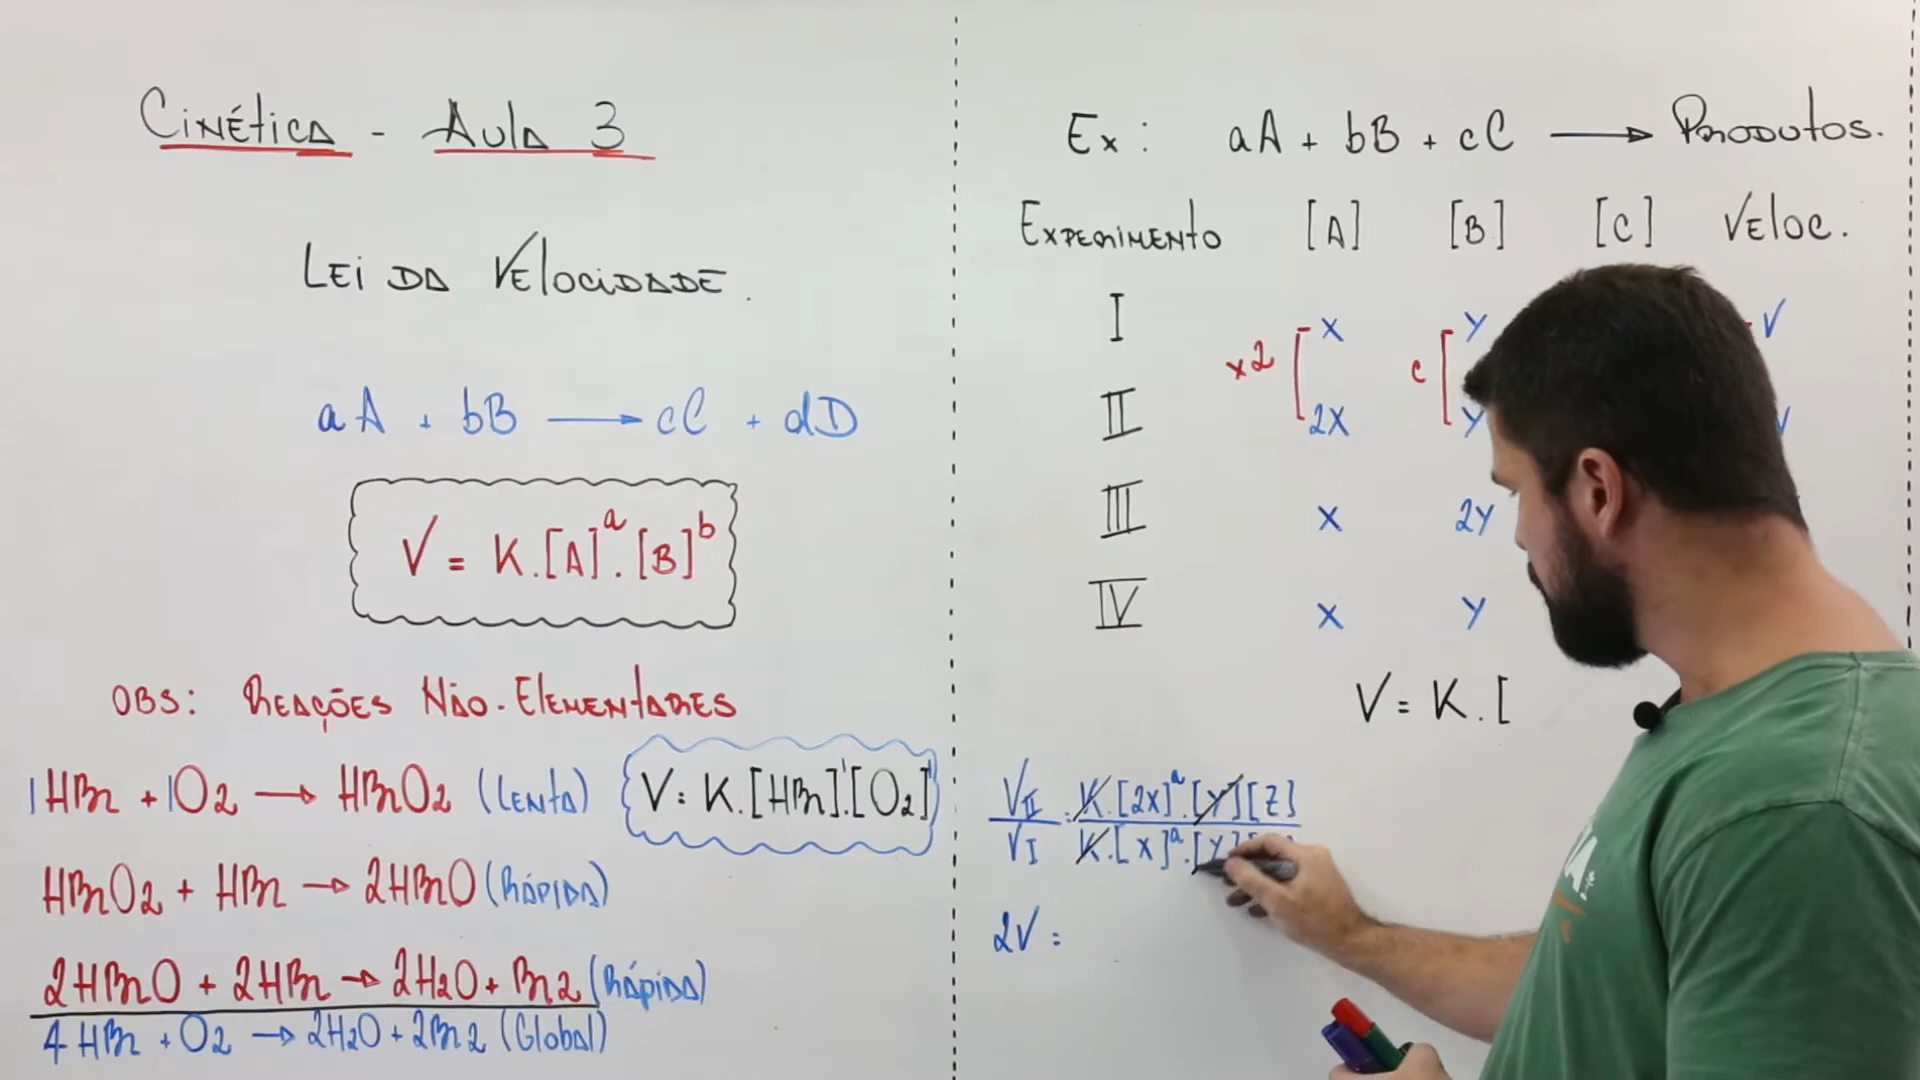 Cinética - Aula 3
Lei da Velocidade.
aA + bB → cC + dD
V = K.[A]ᵃ.[B]ᵇ
OBS: Reações Não-Elementares
1HBr + 1O2 → HBrO2 (Lenta)
V = K.[HBr]¹.[O2]¹
HBrO2 + HBr → 2HBrO (Rápida)
2HBrO + 2HBr → 2H2O + Br2 (Rápida)
4HBr + O2 → 2H2O + 2Br2 (Global)
Ex: aA + bB + cC → Produtos.
Experimento [A] [B] [C] Veloc.
I X Y V
x2 c
II 2X Y V
III X 2Y
IV X Y
V = K.[
VII = K.[2X]ᵃ.[Y][Z]
VI K.[X]ᵃ.[Y]
2V =